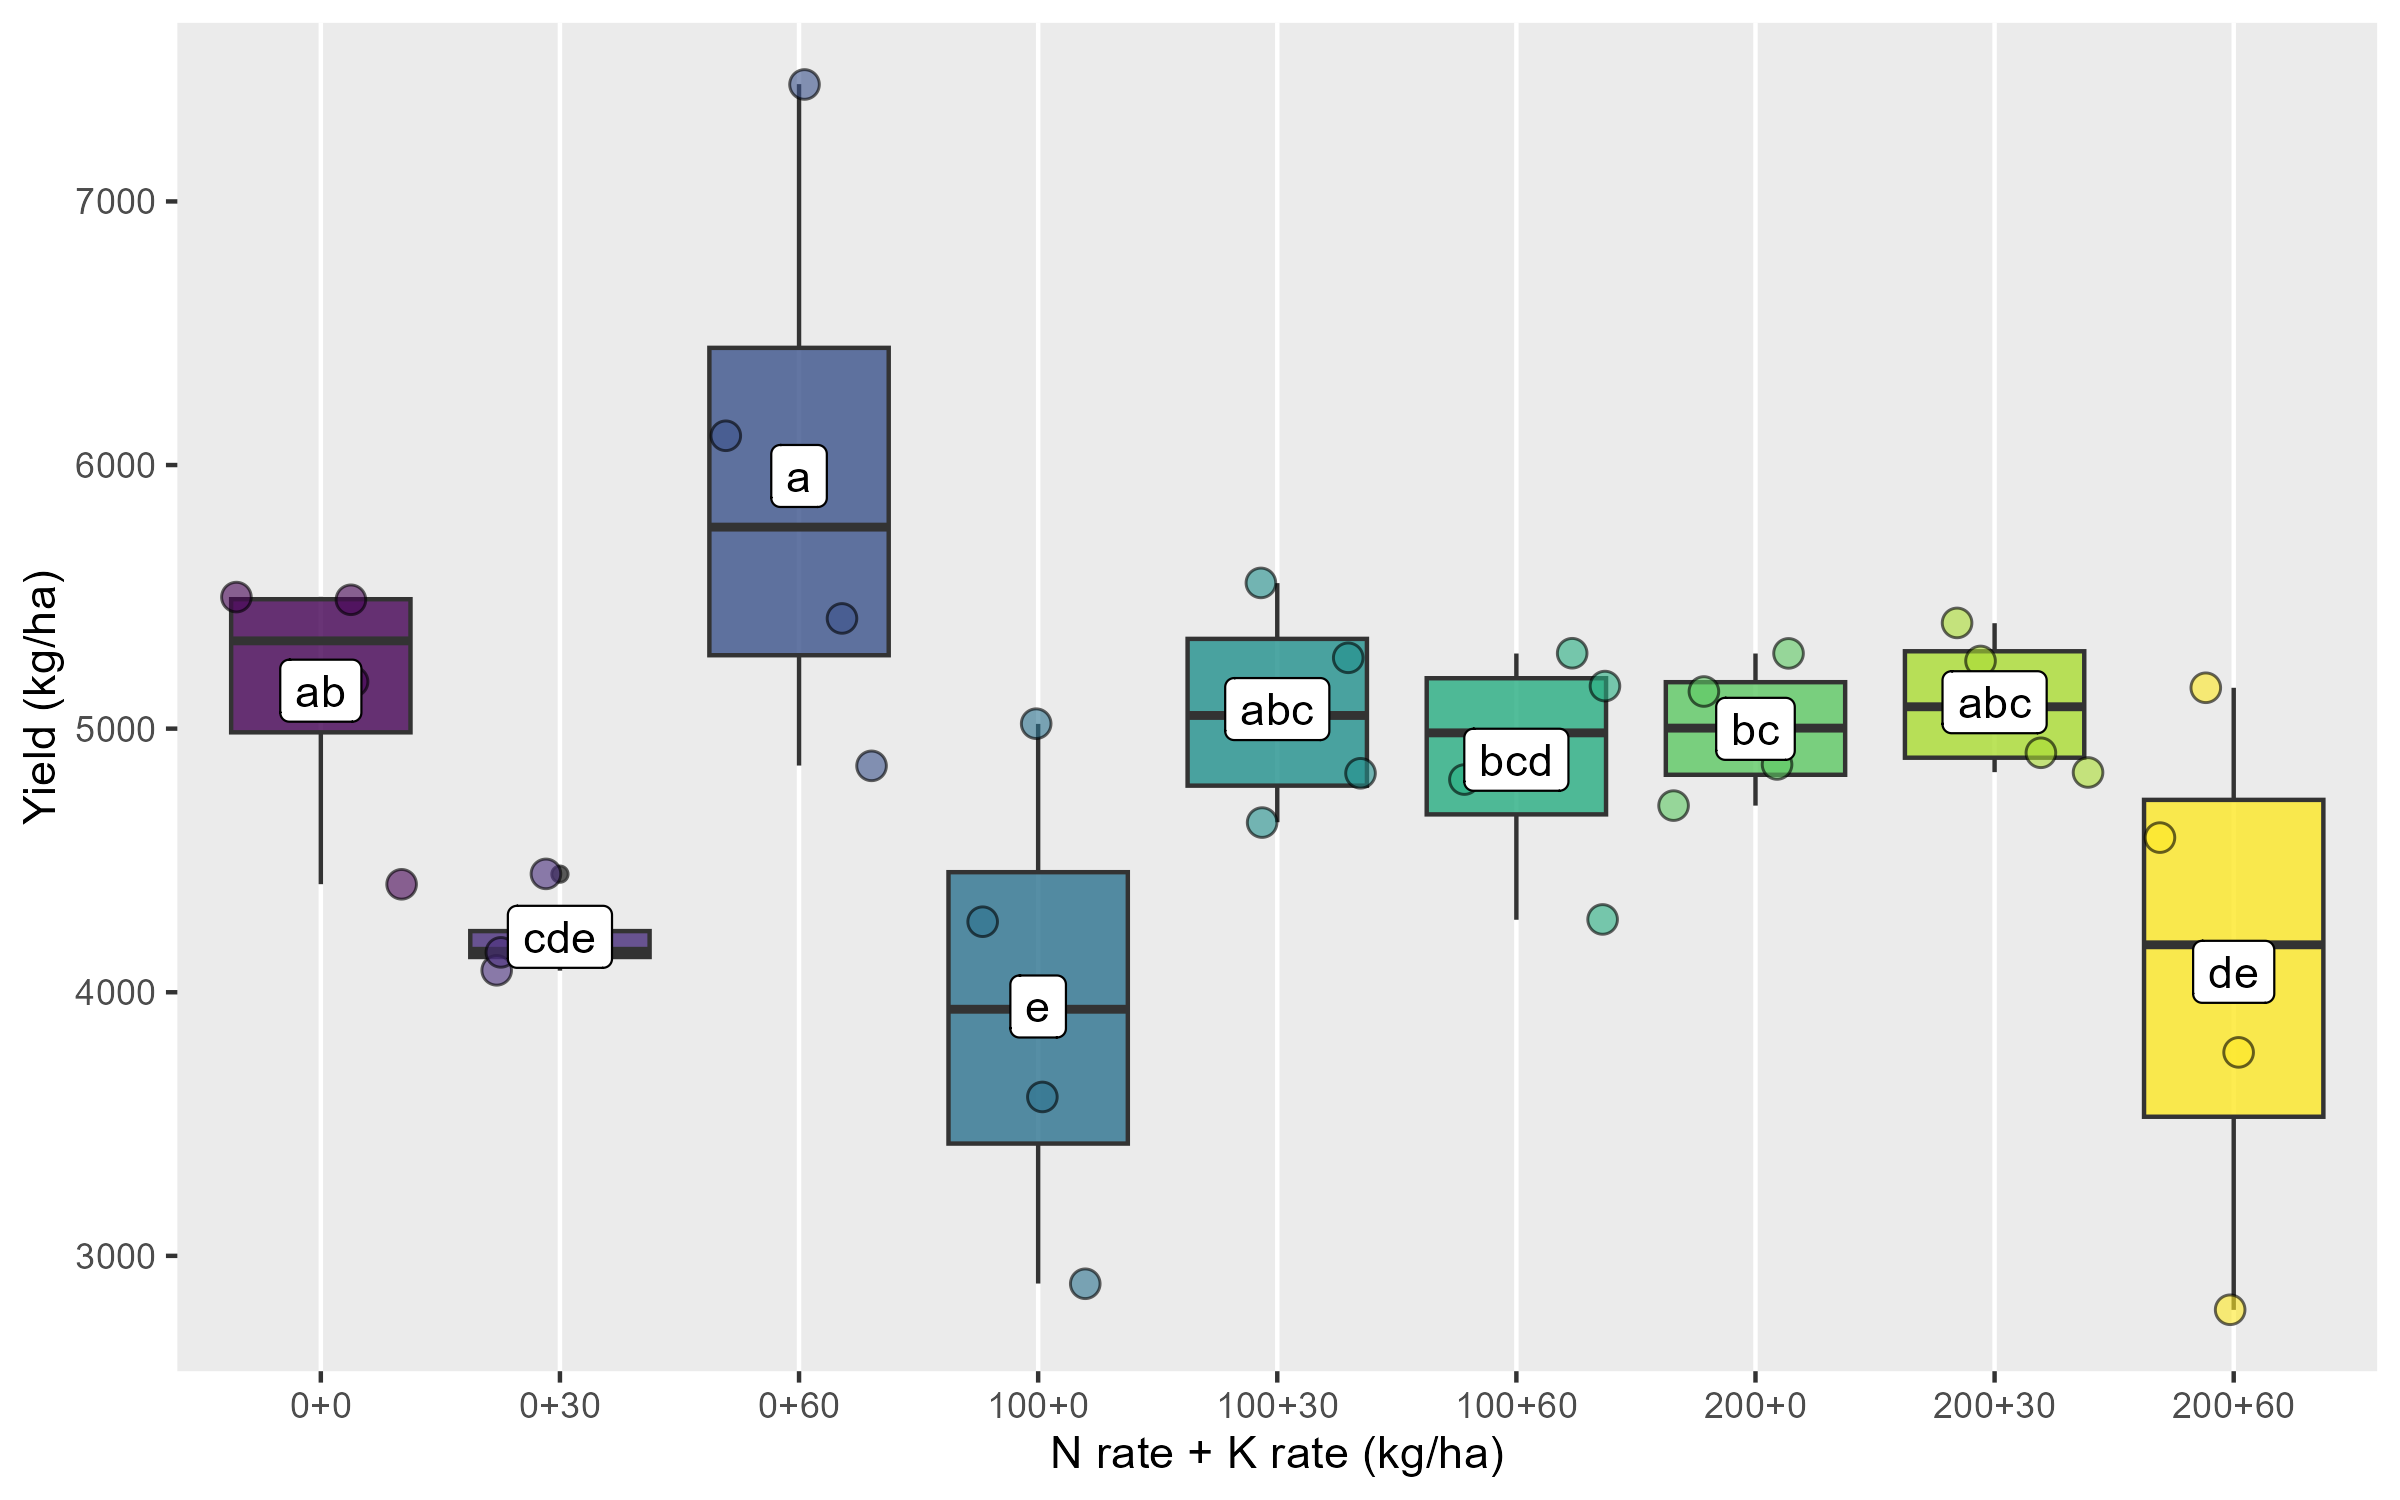 7000
6000
5000
4000
3000
Yield (kg/ha)
ab
cde
a
e
abc
bcd
bc
abc
de
0+0 0+30 0+60 100+0 100+30 100+60 200+0 200+30 200+60
N rate + K rate (kg/ha)